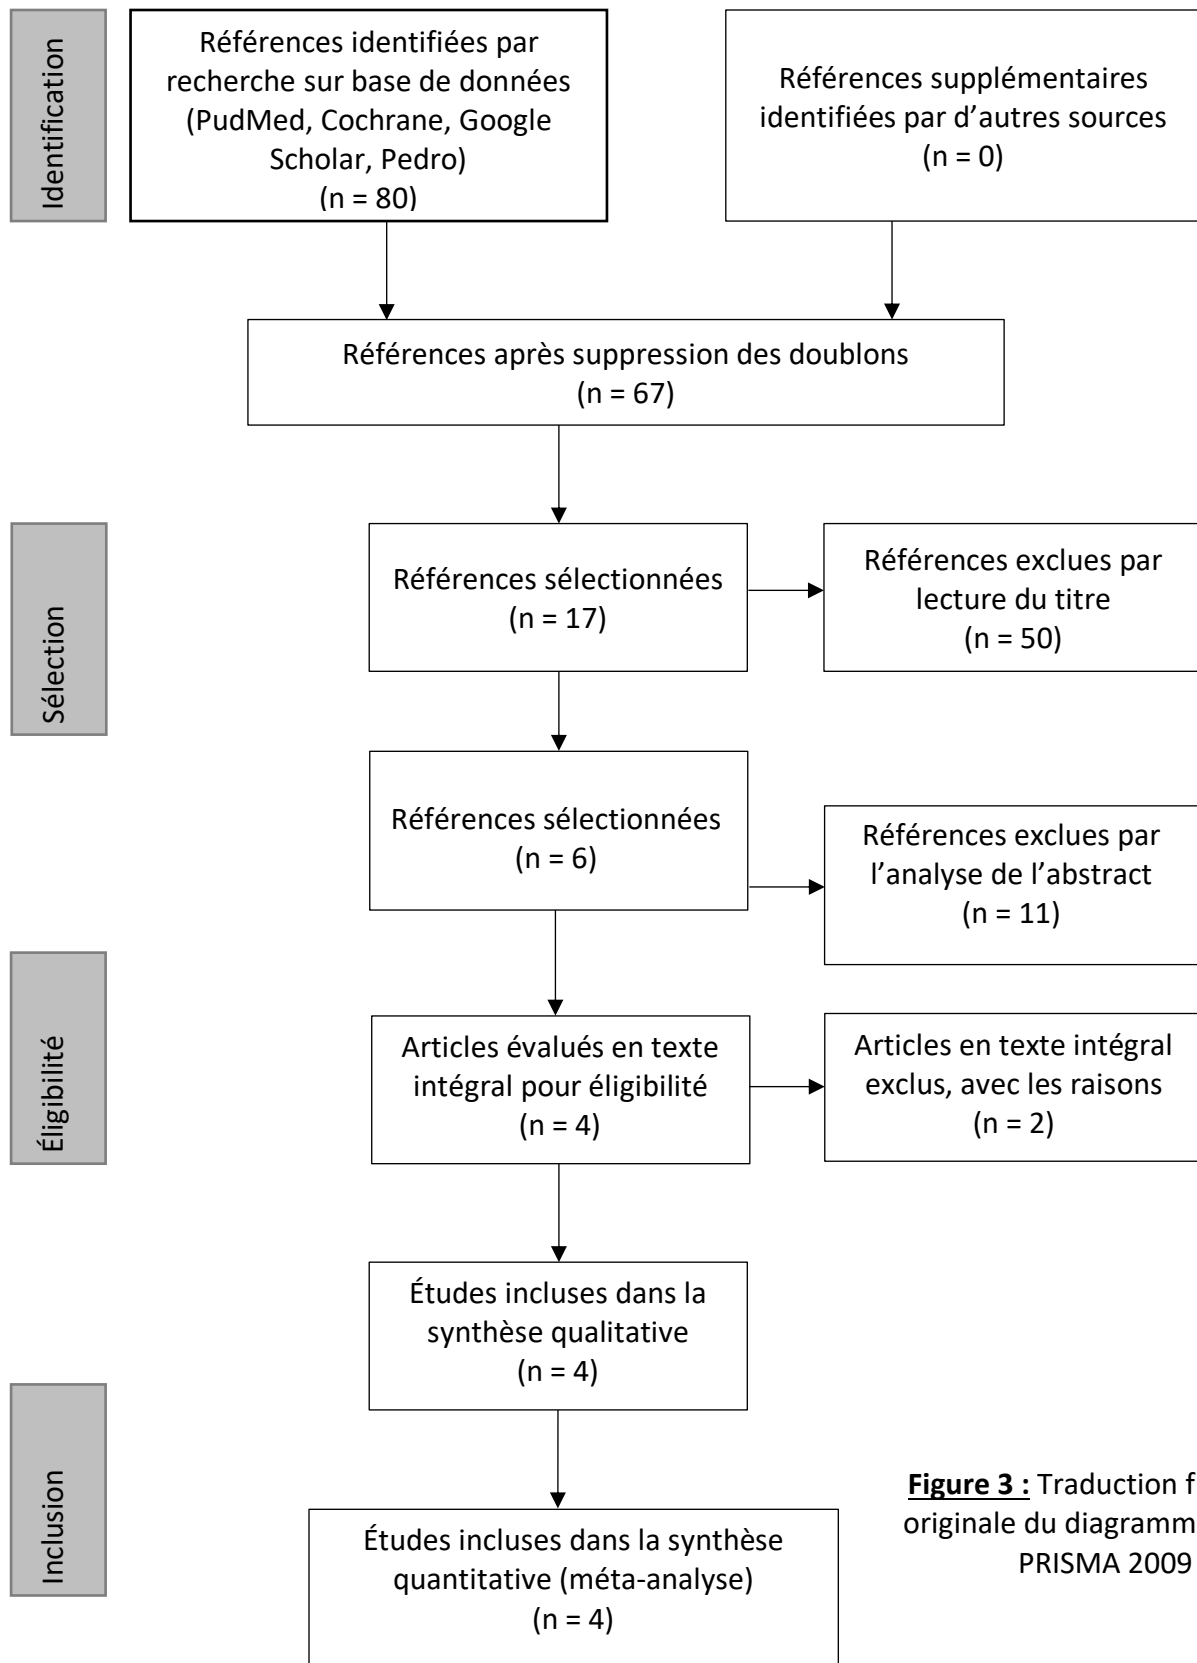 Identification
Références identifiées par
recherche sur base de données
(PudMed, Cochrane, Google
Scholar, Pedro)
(n = 80)
Références supplémentaires
identifiées par d’autres sources
(n = 0)
Références après suppression des doublons
(n = 67)
Sélection
Références sélectionnées
(n = 17)
Références exclues par
lecture du titre
(n = 50)
Références sélectionnées
(n = 6)
Références exclues par
l’analyse de l’abstract
(n = 11)
Éligibilité
Articles évalués en texte
intégral pour éligibilité
(n = 4)
Articles en texte intégral
exclus, avec les raisons
(n = 2)
Études incluses dans la
synthèse qualitative
(n = 4)
Inclusion
Études incluses dans la synthèse
quantitative (méta-analyse)
(n = 4)
Figure 3 : Traduction
originale du
PRISMA 2009